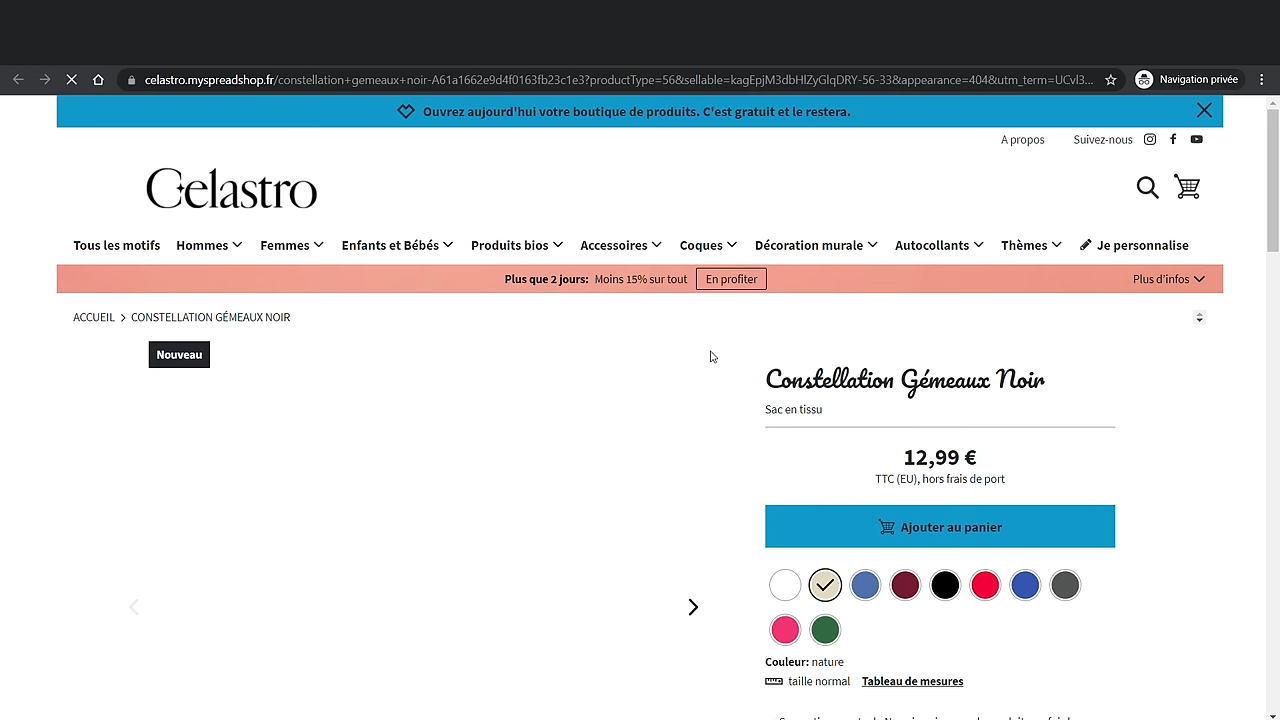 celastro.myspreadshop.fr/constellation+gemeaux+noir-A61a1662e9d4f0163fb23c1e3?productType=56&sellable=kagEpjM3dbHIZyGlqDRY-56-33&appearance=404&utm_term=UCvl3...
Navigation privée
Ouvrez aujourd'hui votre boutique de produits. C'est gratuit et le restera.
A propos Suivez-nous
Celastro
Tous les motifs Hommes Femmes Enfants et Bébés Produits bios Accessoires Coques Décoration murale Autocollants Thèmes Je personnalise
Plus que 2 jours: Moins 15% sur tout En profiter Plus d'infos
ACCUEIL > CONSTELLATION GÉMEAUX NOIR
Nouveau
Constellation Gémeaux Noir
Sac en tissu
12,99 €
TTC (EU), hors frais de port
Ajouter au panier
Couleur: nature
taille normal Tableau de mesures